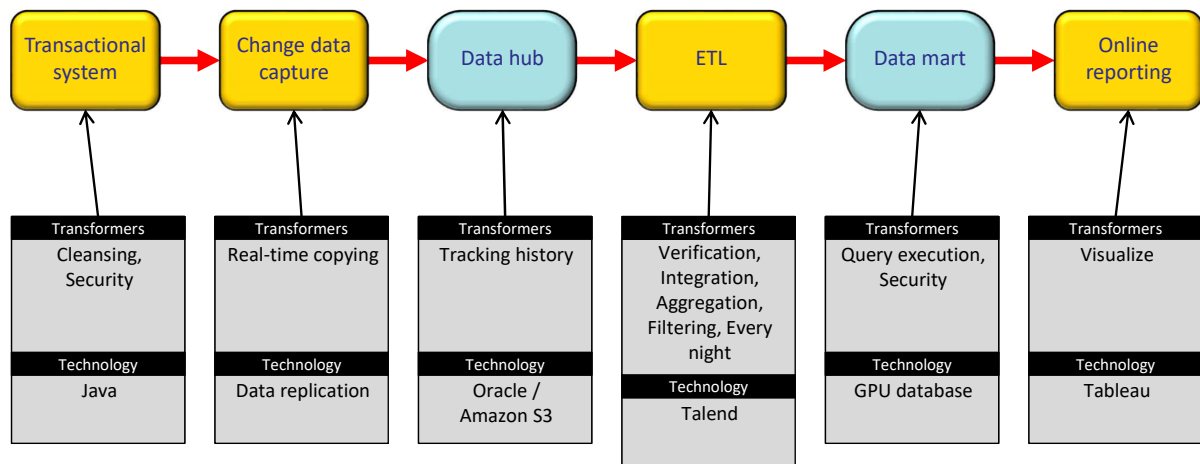 Transactional
system
Change data
capture
Data hub
ETL
Data mart
Online
reporting
Transformers
Cleansing,
Security
Technology
Java
Transformers
Real-time copying
Technology
Data replication
Transformers
Tracking history
Technology
Oracle /
Amazon S3
Transformers
Verification,
Integration,
Aggregation,
Filtering, Every
night
Technology
Talend
Transformers
Query execution,
Security
Technology
GPU database
Transformers
Visualize
Technology
Tableau